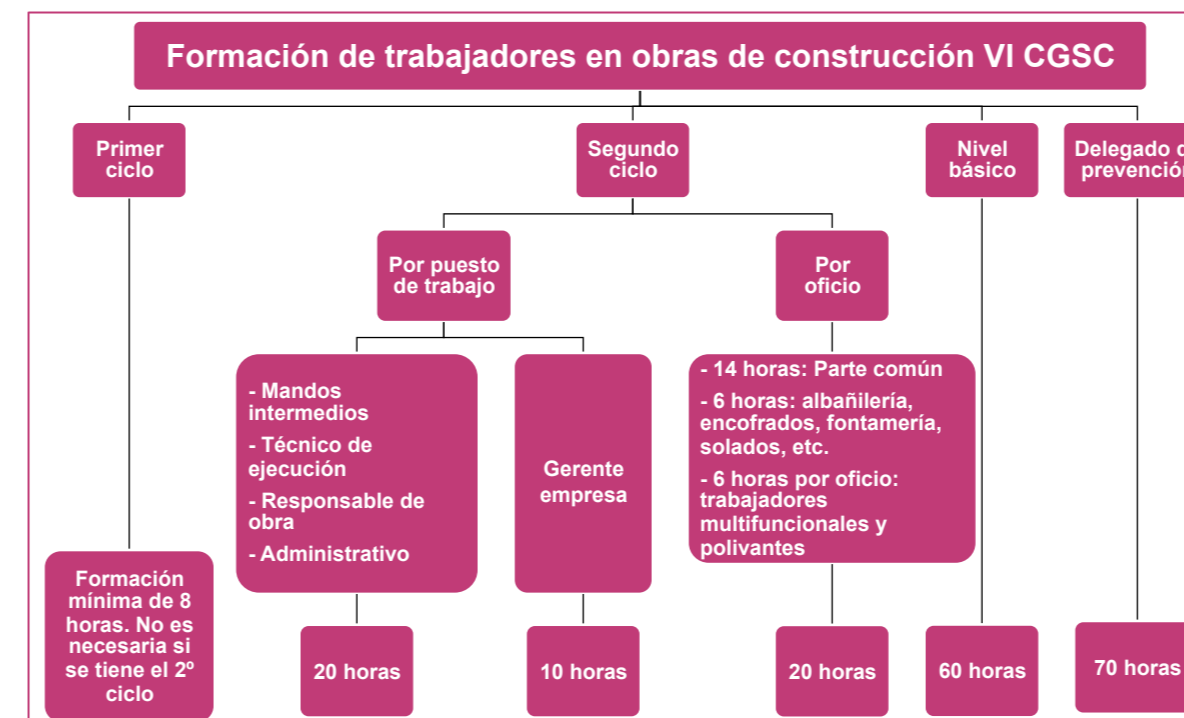 Formación de trabajadores en obras de construcción VI CGSC
Primer
ciclo
Segundo
ciclo
Nivel
básico
Delegado
prevención
Por puesto
de trabajo
Por
oficio
- Mandos
intermedios
- Técnico de
ejecución
- Responsable de
obra
- Administrativo
Gerente
empresa
- 14 horas: Parte común
- 6 horas: albañilería,
encofrados, fontamería,
solados, etc.
- 6 horas por oficio:
trabajadores
multifuncionales y
polivantes
Formación
mínima de 8
horas. No es
necesaria si
se tiene el 2º
ciclo
20 horas
10 horas
20 horas
60 horas
70 horas